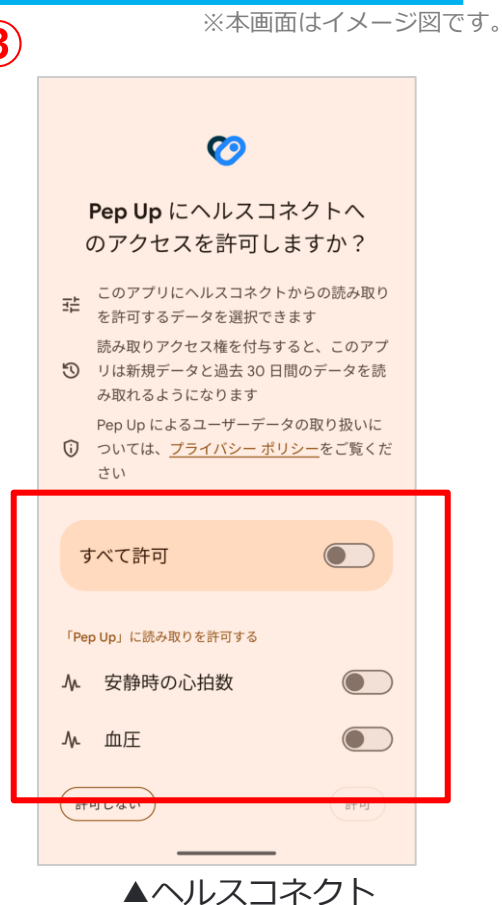 ※本画面はイメージ図です。
Pep Up にヘルスコネクトへ
のアクセスを許可しますか？
このアプリにヘルスコネクトからの読み取り
を許可するデータを選択できます
読み取りアクセス権を付与すると、このアプ
リは新規データと過去 30 日間のデータを読
み取れるようになります
Pep Up によるユーザーデータの取り扱いに
ついては、プライバシー ポリシーをご覧くだ
さい
すべて許可
「Pep Up」に読み取りを許可する
安静時の心拍数
血圧
許可しない
許可
▲ヘルスコネクト